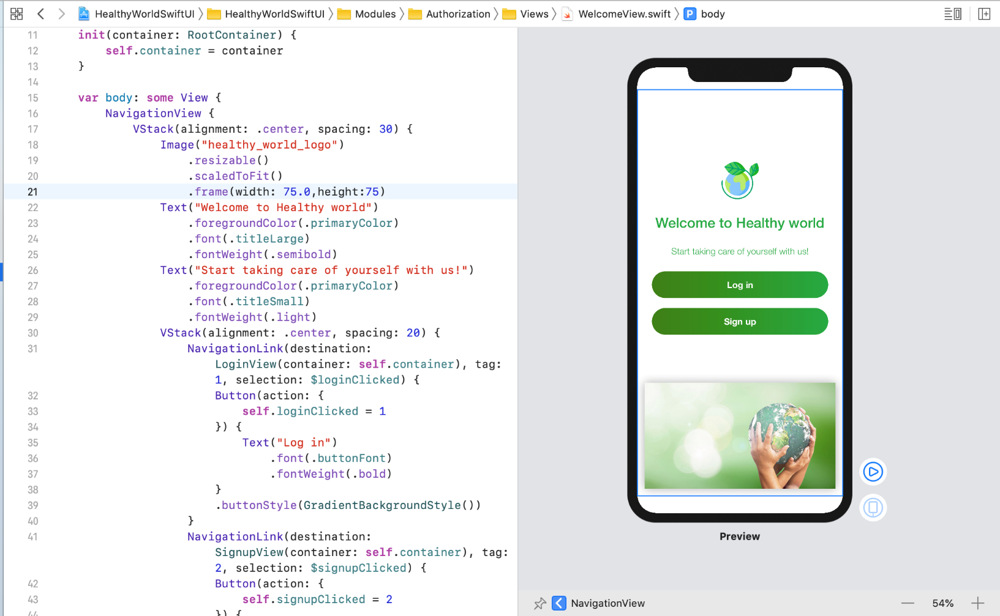 HealthyWorldSwiftUI HealthyWorldSwiftUI Modules Authorization Views WelcomeView.swift P body
11 init(container: RootContainer) {
12 self.container = container
13 }
14
15 var body: some View {
16 NavigationView {
17 VStack(alignment: .center, spacing: 30) {
18 Image("healthy_world_logo")
19 .resizable()
20 .scaledToFit()
21 .frame(width: 75.0,height:75)
22 Text("Welcome to Healthy world")
23 .foregroundColor(.primaryColor)
24 .font(.titleLarge)
25 .fontWeight(.semibold)
26 Text("Start taking care of yourself with us!")
27 .foregroundColor(.primaryColor)
28 .font(.titleSmall)
29 .fontWeight(.light)
30 VStack(alignment: .center, spacing: 20) {
31 NavigationLink(destination:
LoginView(container: self.container), tag:
1, selection: $loginClicked) {
32 Button(action: {
33 self.loginClicked = 1
34 }) {
35 Text("Log in")
36 .font(.buttonFont)
37 .fontWeight(.bold)
38 }
39 .buttonStyle(GradientBackgroundStyle())
40 }
41 NavigationLink(destination:
SignupView(container: self.container), tag:
2, selection: $signupClicked) {
42 Button(action: {
43 self.signupClicked = 2
44 }) {
Welcome to Healthy world
Start taking care of yourself with us!
Log in
Sign up
Preview
NavigationView
54%